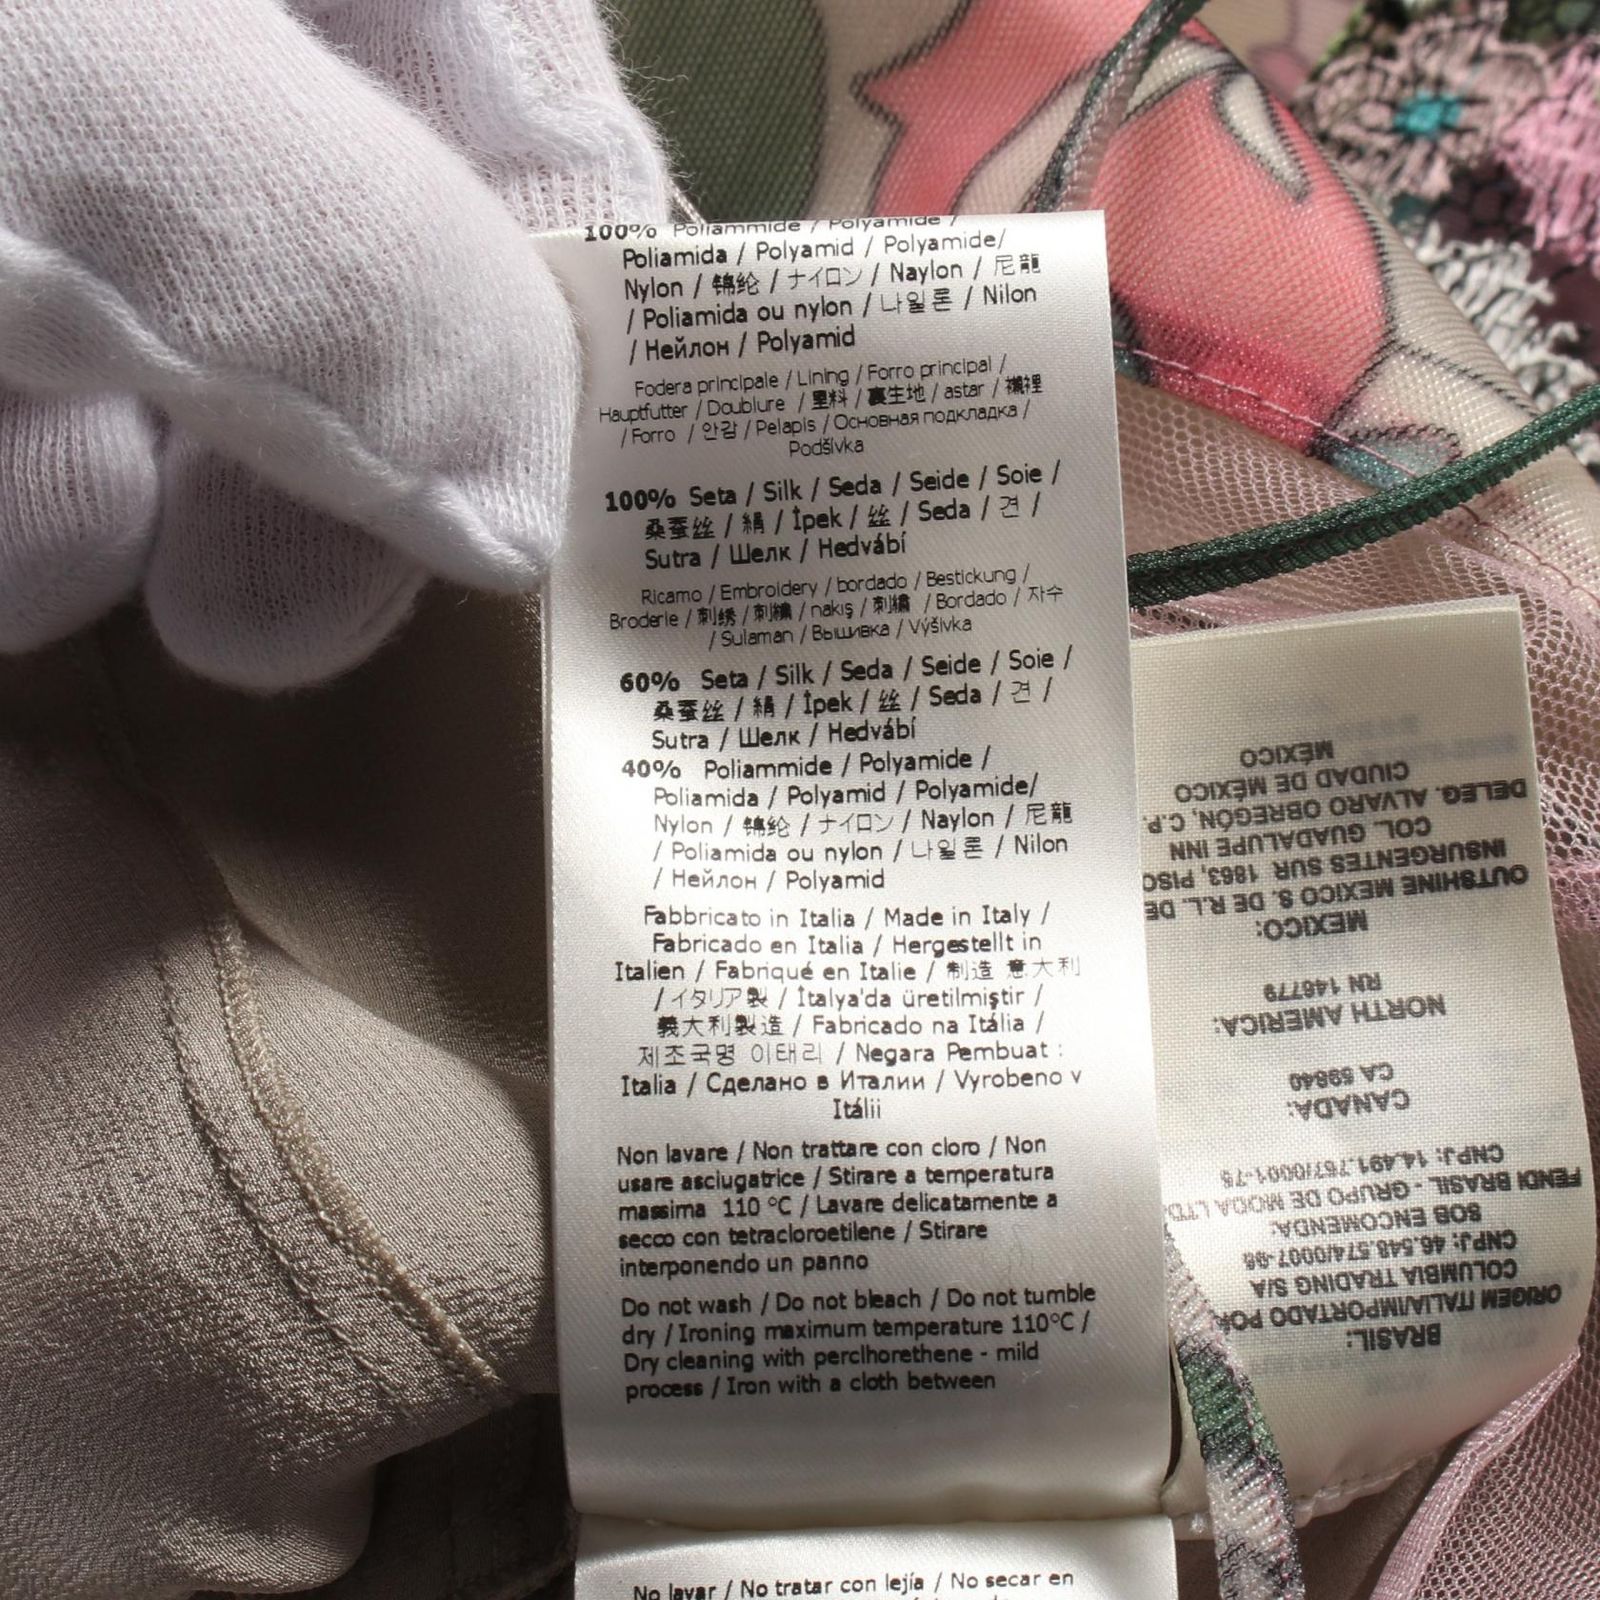 100% Poliammide / Polyamide /
Poliamida / Polyamid / Polyamide/
Nylon / 锦纶 / ナイロン / Naylon / 尼龍
/ Poliamida ou nylon / 나일론 / Nilon
/ Нейлон / Polyamid
Fodera principale / Lining / Forro principal /
Hauptfutter / Doublure / 里料 / 裏生地 / astar / 襯裡
/ Forro / 안감 / Pelapis / Основная подкладка /
Podšívka
100% Seta / Silk / Seda / Seide / Soie /
桑蚕丝 / 絹 / İpek / 丝 / Seda / 견 /
Sutra / Шелк / Hedvábí
Ricamo / Embroidery / bordado / Bestickung /
Broderie / 刺绣 / 刺繍 / nakış / 刺繡 / Bordado / 자수
/ Sulaman / Вышивка / Výšivka
60% Seta / Silk / Seda / Seide / Soie /
桑蚕丝 / 絹 / İpek / 丝 / Seda / 견 /
Sutra / Шелк / Hedvábí
40% Poliammide / Polyamide /
Poliamida / Polyamid / Polyamide/
Nylon / 锦纶 / ナイロン / Naylon / 尼龍
/ Poliamida ou nylon / 나일론 / Nilon
/ Нейлон / Polyamid
Fabbricato in Italia / Made in Italy /
Fabricado en Italia / Hergestellt in
Italien / Fabriqué en Italie / 制造 意大利
/ イタリア製 / İtalya'da üretilmiştir /
義大利製造 / Fabricado na Itália /
제조국명 이태리 / Negara Pembuat :
Italia / Сделано в Италии / Vyrobeno v
Itálii
Non lavare / Non trattare con cloro / Non
usare asciugatrice / Stirare a temperatura
massima 110 °C / Lavare delicatamente a
secco con tetracloroetilene / Stirare
interponendo un panno
Do not wash / Do not bleach / Do not tumble
dry / Ironing maximum temperature 110°C /
Dry cleaning with perclhorethene - mild
process / Iron with a cloth between
No lavar / No tratar con lejía / No secar en
BRASIL:
ORIGEM ITALIA/IMPORTADO POR
COLUMBIA TRADING S/A
CNPJ: 46.548.574/0007-96
SOB ENCOMENDA:
FENDI BRASIL - GRUPO DE MODA LTD
CNPJ: 14.491.767/0001-75
CANADA:
CA 59840
NORTH AMERICA:
RN 146779
MEXICO:
OUTSHINE MEXICO S. DE R.L. DE
INSURGENTES SUR 1863, PISO
COL. GUADALUPE INN
DELEG. ALVARO OBREGÓN, C.P.
CIUDAD DE MÉXICO
MÉXICO